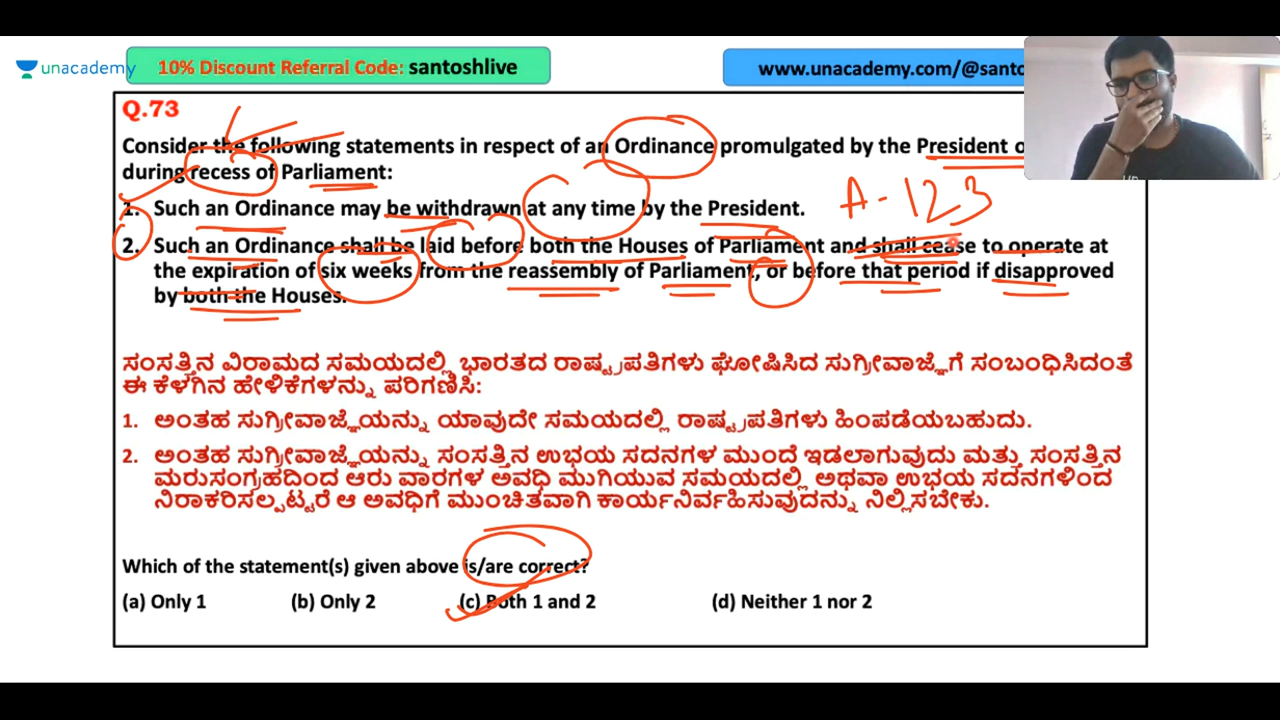 unacademy
10% Discount Referral Code: santoshlive
www.unacademy.com/@santo
Q.73
Consider the following statements in respect of an Ordinance promulgated by the President o
during recess of Parliament:
A - 123
1. Such an Ordinance may be withdrawn at any time by the President.
2. Such an Ordinance shall be laid before both the Houses of Parliament and shall cease to operate at
the expiration of six weeks from the reassembly of Parliament, or before that period if disapproved
by both the Houses.
ಸಂಸತ್ತಿನ ವಿರಾಮದ ಸಮಯದಲ್ಲಿ ಭಾರತದ ರಾಷ್ಟ್ರಪತಿಗಳು ಘೋಷಿಸಿದ ಸುಗ್ರೀವಾಜ್ಞೆಗೆ ಸಂಬಂಧಿಸಿದಂತೆ
ಈ ಕೆಳಗಿನ ಹೇಳಿಕೆಗಳನ್ನು ಪರಿಗಣಿಸಿ:
1. ಅಂತಹ ಸುಗ್ರೀವಾಜ್ಞೆಯನ್ನು ಯಾವುದೇ ಸಮಯದಲ್ಲಿ ರಾಷ್ಟ್ರಪತಿಗಳು ಹಿಂಪಡೆಯಬಹುದು.
2. ಅಂತಹ ಸುಗ್ರೀವಾಜ್ಞೆಯನ್ನು ಸಂಸತ್ತಿನ ಉಭಯ ಸದನಗಳ ಮುಂದೆ ಇಡಲಾಗುವುದು ಮತ್ತು ಸಂಸತ್ತಿನ
ಮರುಸಂಗ್ರಹದಿಂದ ಆರು ವಾರಗಳ ಅವಧಿ ಮುಗಿಯುವ ಸಮಯದಲ್ಲಿ ಅಥವಾ ಉಭಯ ಸದನಗಳಿಂದ
ನಿರಾಕರಿಸಲ್ಪಟ್ಟರೆ ಆ ಅವಧಿಗೆ ಮುಂಚಿತವಾಗಿ ಕಾರ್ಯನಿರ್ವಹಿಸುವುದನ್ನು ನಿಲ್ಲಿಸಬೇಕು.
Which of the statement(s) given above is/are correct?
(a) Only 1 (b) Only 2 (c) Both 1 and 2 (d) Neither 1 nor 2